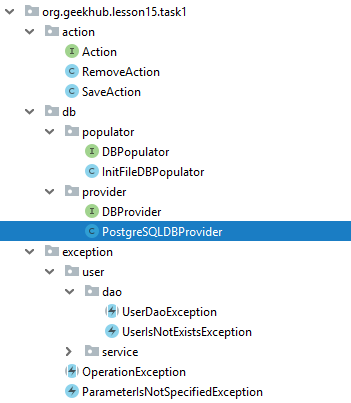 org.geekhub.lesson15.task1
action
I Action
C RemoveAction
C SaveAction
db
populator
I DBPopulator
C InitFileDBPopulator
provider
I DBProvider
C PostgreSQLDBProvider
exception
user
dao
UserDaoException
UserIsNotExistsException
service
OperationException
ParameterIsNotSpecifiedException